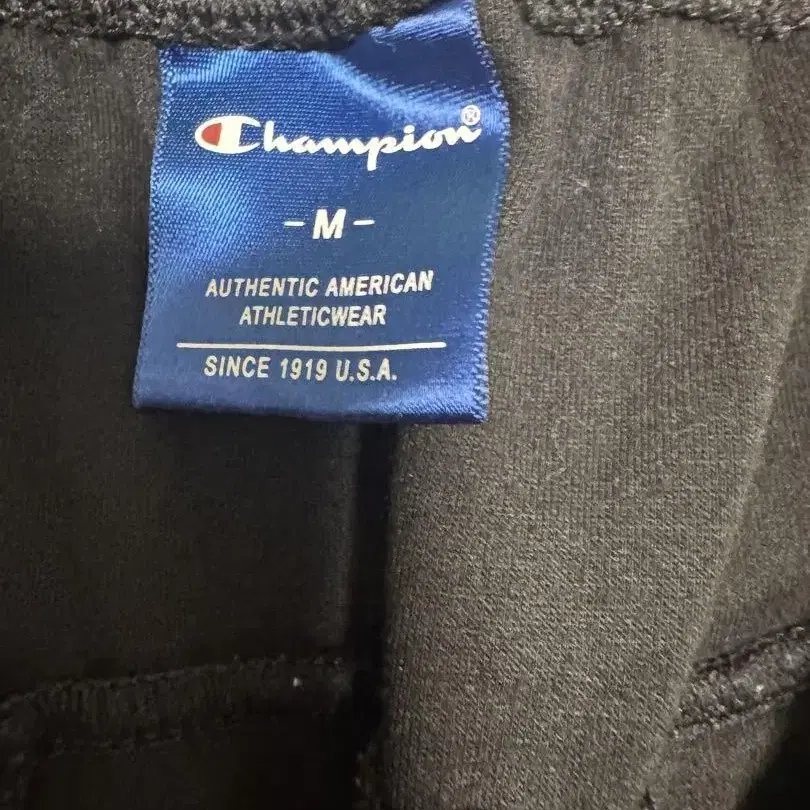 Champion®
- M -
AUTHENTIC AMERICAN
ATHLETICWEAR
SINCE 1919 U.S.A.